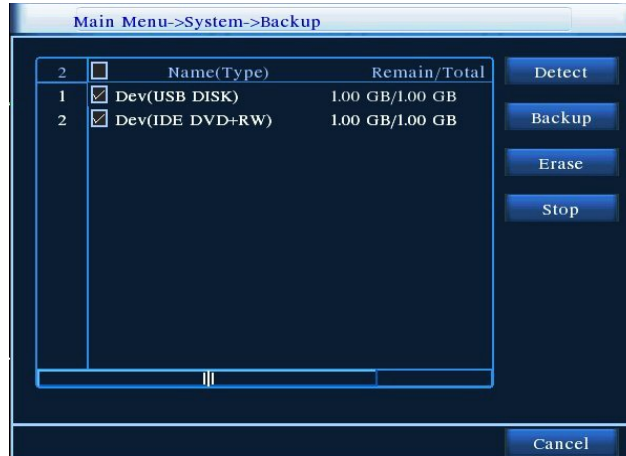 Main Menu->System->Backup
2 Name(Type) Remain/Total
1 Dev(USB DISK) 1.00 GB/1.00 GB
2 Dev(IDE DVD+RW) 1.00 GB/1.00 GB
Detect
Backup
Erase
Stop
Cancel